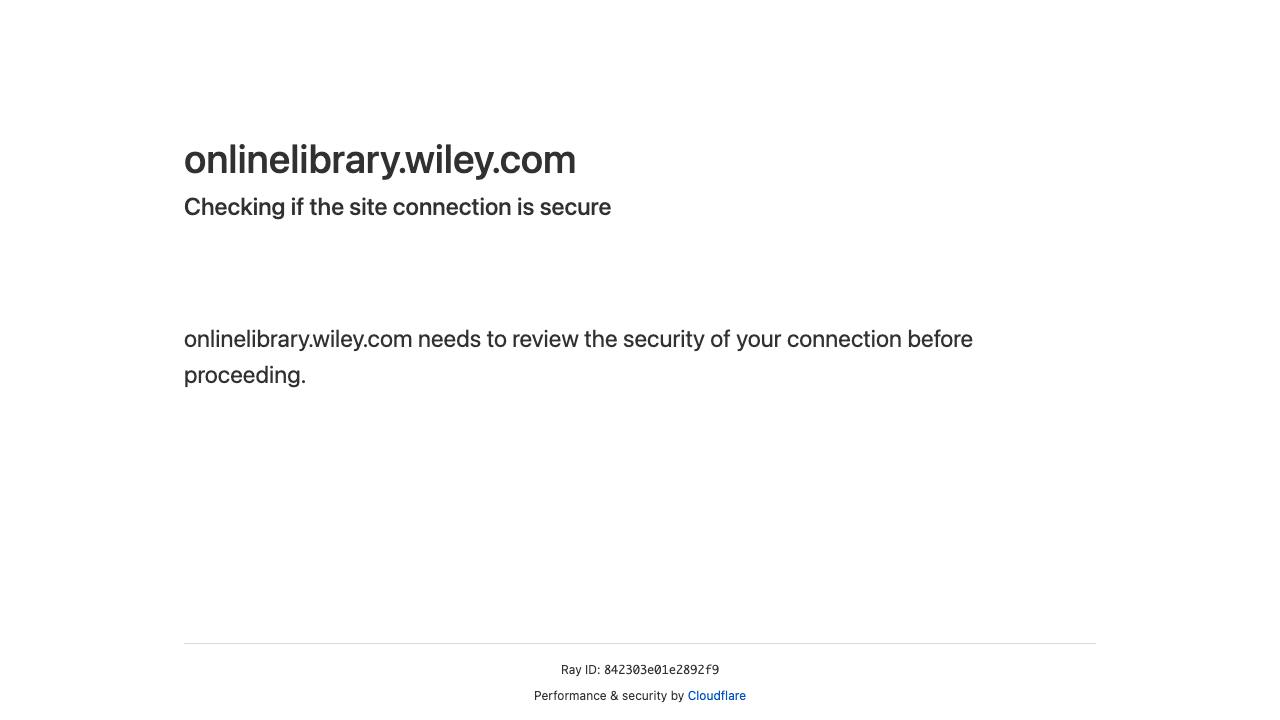 onlinelibrary.wiley.com
Checking if the site connection is secure
onlinelibrary.wiley.com needs to review the security of your connection before
proceeding.
Ray ID: 842303e01e2892f9
Performance & security by Cloudflare